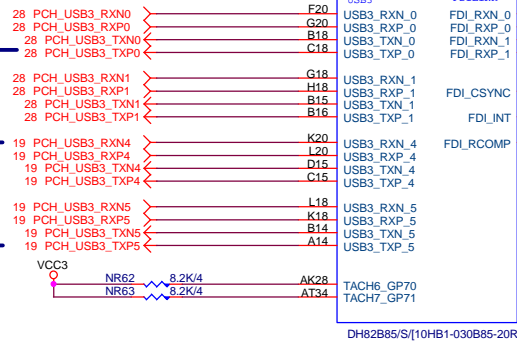 28 PCH_USB3_RXN0 F20 USB3_RXN_0 FDI_RXN_0
28 PCH_USB3_RXP0 G20 USB3_RXP_0 FDI_RXP_0
28 PCH_USB3_TXN0 B18 USB3_TXN_0 FDI_RXN_1
28 PCH_USB3_TXP0 C18 USB3_TXP_0 FDI_RXP_1
28 PCH_USB3_RXN1 G18 USB3_RXN_1
28 PCH_USB3_RXP1 H18 USB3_RXP_1 FDI_CSYNC
28 PCH_USB3_TXN1 B15 USB3_TXN_1
28 PCH_USB3_TXP1 B16 USB3_TXP_1 FDI_INT
19 PCH_USB3_RXN4 K20 USB3_RXN_4 FDI_RCOMP
19 PCH_USB3_RXP4 L20 USB3_RXP_4
19 PCH_USB3_TXN4 D15 USB3_TXN_4
19 PCH_USB3_TXP4 C15 USB3_TXP_4
19 PCH_USB3_RXN5 L18 USB3_RXN_5
19 PCH_USB3_RXP5 K18 USB3_RXP_5
19 PCH_USB3_TXN5 B14 USB3_TXN_5
19 PCH_USB3_TXP5 A14 USB3_TXP_5
VCC3
NR62 8.2K/4 AK28 TACH6_GP70
NR63 8.2K/4 AT34 TACH7_GP71
DH82B85/S/[10HB1-030B85-20R